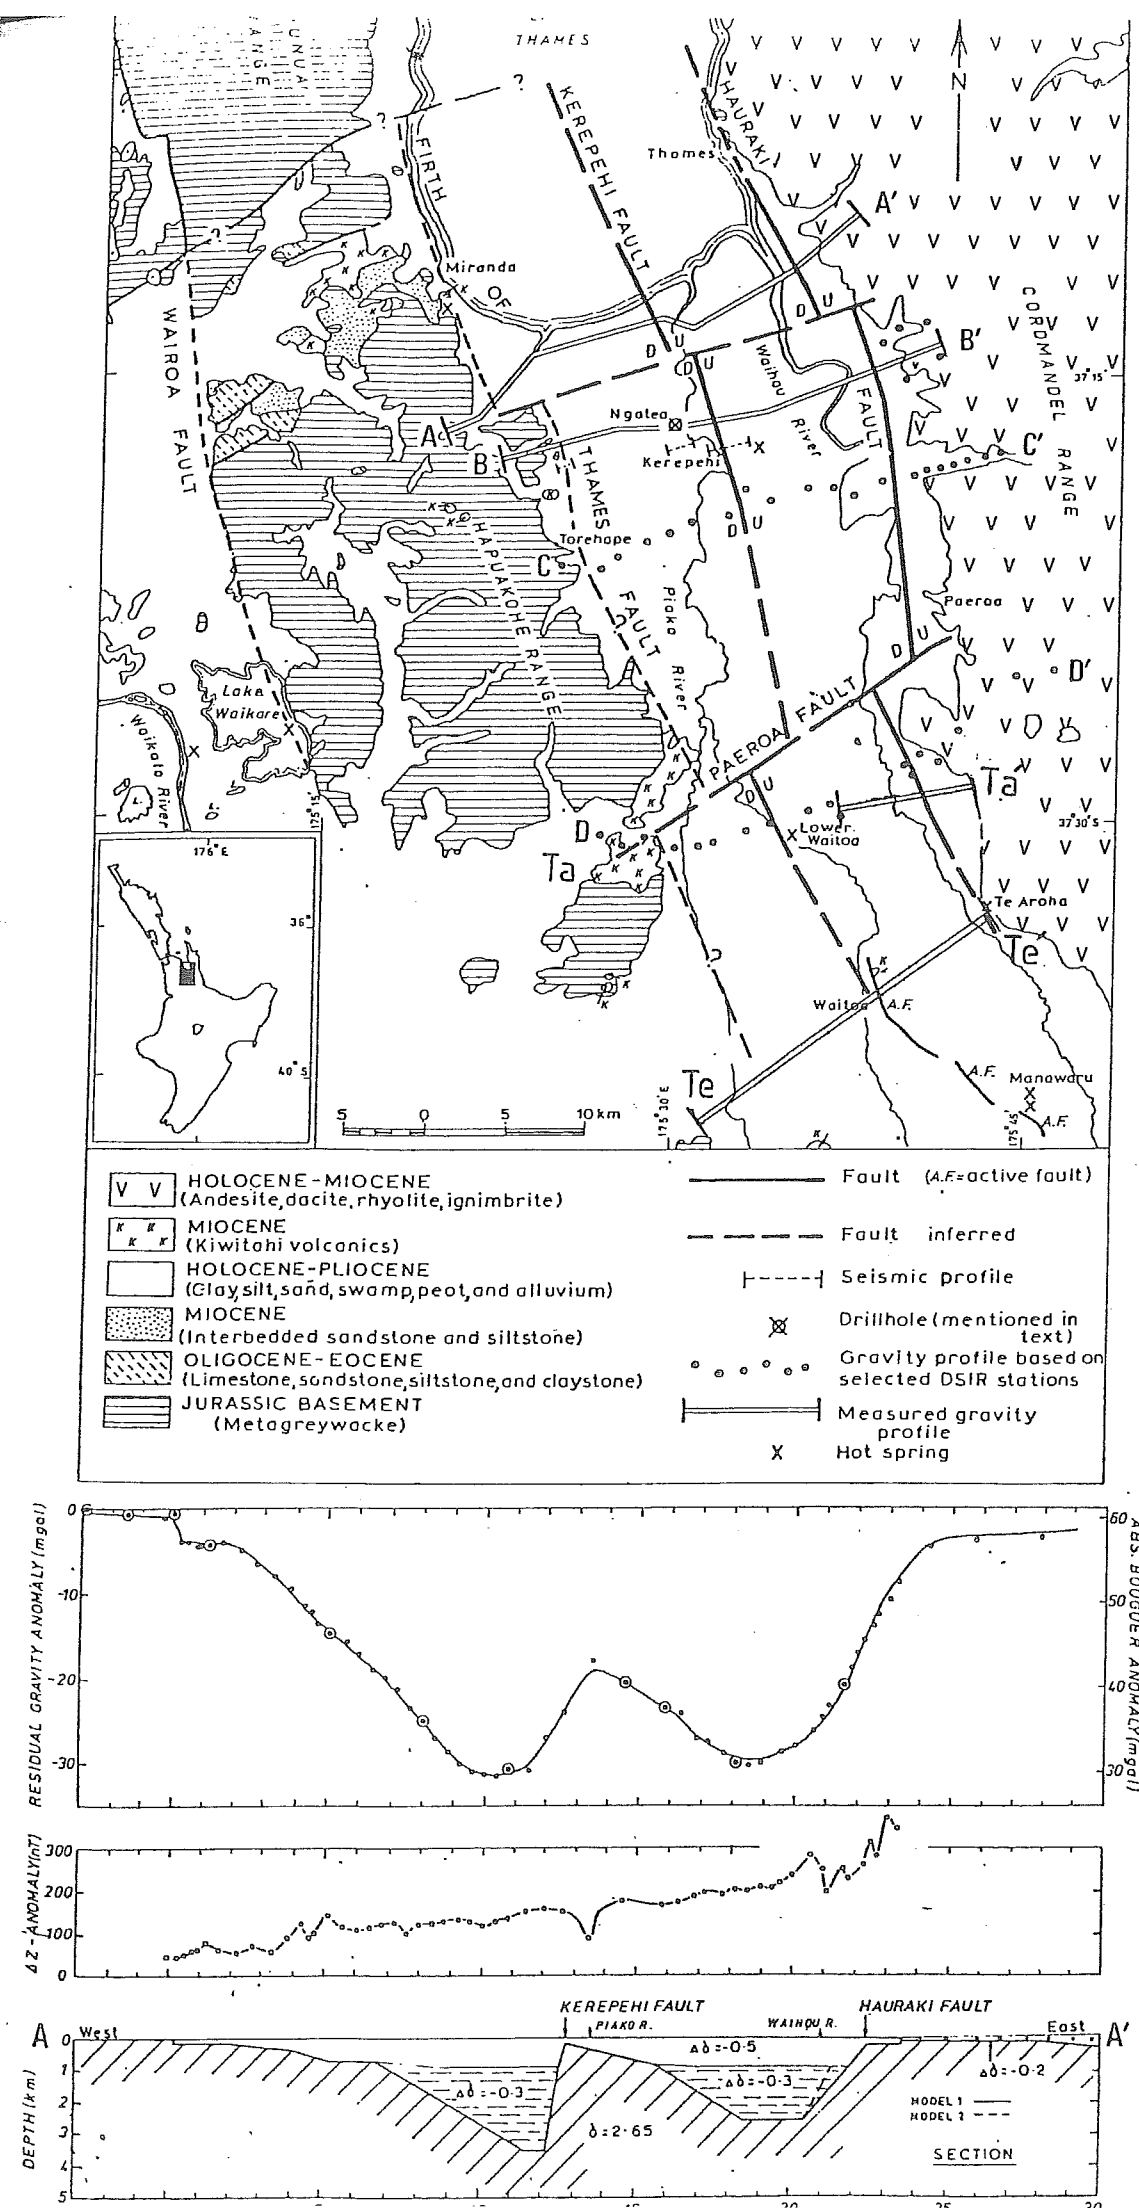 THAMES
UNUA
ANGE
?
?
?
FIRTH
OF
KEREPEHI FAULT
HAURAKI
FAULT
Thames
N
A'
Miranda
WAIROA FAULT
D U
D U
D U
B'
COROMANDEL RANGE
37°15'
Waihou
River
Ngatea
Kerepehi
A
B
C'
THAMES
FAULT
?
Torehape
C
HAPUAKOHE RANGE
Piako River
D U
Paeroa
D U
D'
Lake
Waikare
Waikato River
PAEROA FAULT
D U
Ta'
175°15'
37°30'S
D
Ta
Lower
Waitoa
Te Aroha
Te
?
Waitoa
A.F.
A.F.
Manawaru
A.F.
Te
175°30'E
175°45'
176°E
36°
40°S
5 0 5 10 km
HOLOCENE-MIOCENE
(Andesite, dacite, rhyolite, ignimbrite)
MIOCENE
(Kiwitahi volcanics)
HOLOCENE-PLIOCENE
(Clay, silt, sand, swamp, peat, and alluvium)
MIOCENE
(Interbedded sandstone and siltstone)
OLIGOCENE-EOCENE
(Limestone, sandstone, siltstone, and claystone)
JURASSIC BASEMENT
(Metagreywacke)
Fault (A.F.=active fault)
Fault inferred
Seismic profile
Drillhole (mentioned in
text)
Gravity profile based on
selected DSIR stations
Measured gravity
profile
Hot spring
RESIDUAL GRAVITY ANOMALY (mgal)
0
-10
-20
-30
ABS. BOUGUER ANOMALY (mgal)
60
50
40
30
ΔZ-ANOMALY (nT)
300
200
100
0
KEREPEHI FAULT
PIAKO R.
WAIHOU R.
HAURAKI FAULT
A West
East A'
DEPTH (km)
0
1
2
3
4
5
Δδ=-0.5
Δδ=-0.3
Δδ=-0.3
Δδ=-0.2
δ=2.65
MODEL 1
MODEL 2
SECTION
15 20 25 30